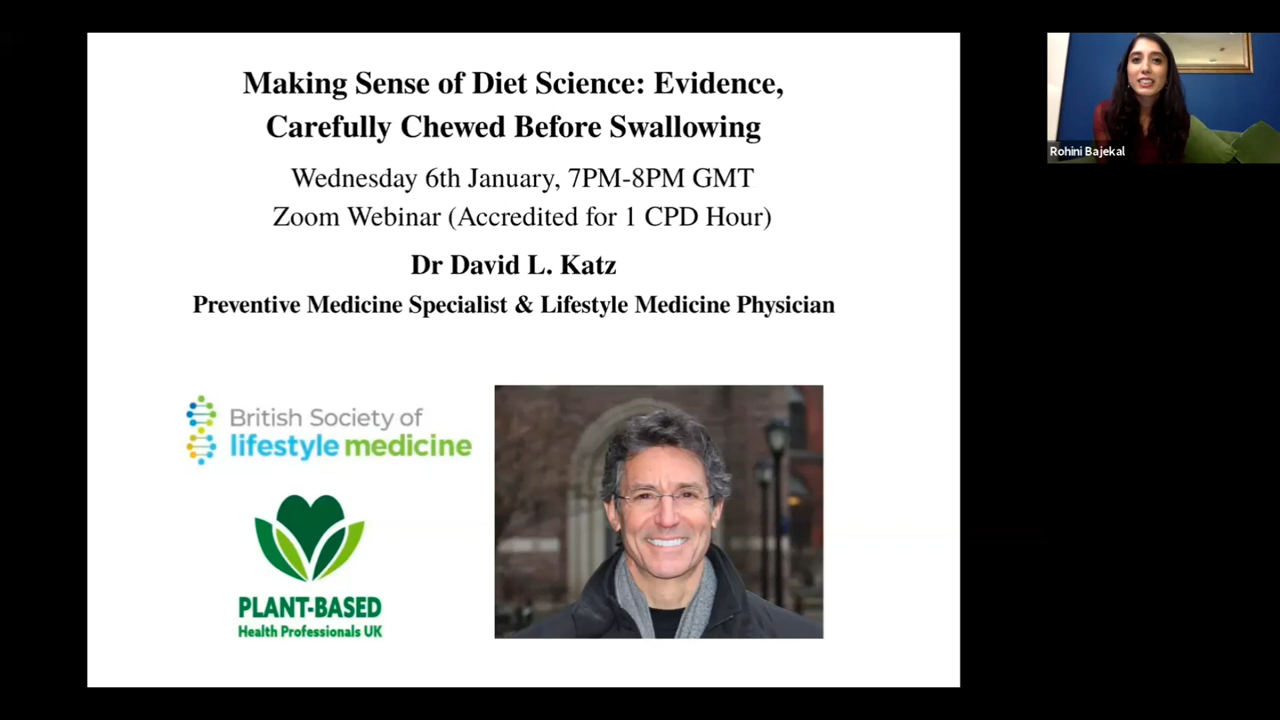 Making Sense of Diet Science: Evidence,
Carefully Chewed Before Swallowing
Wednesday 6th January, 7PM-8PM GMT
Zoom Webinar (Accredited for 1 CPD Hour)
Dr David L. Katz
Preventive Medicine Specialist & Lifestyle Medicine Physician
British Society of
lifestyle medicine
PLANT-BASED
Health Professionals UK
Rohini Bajekal